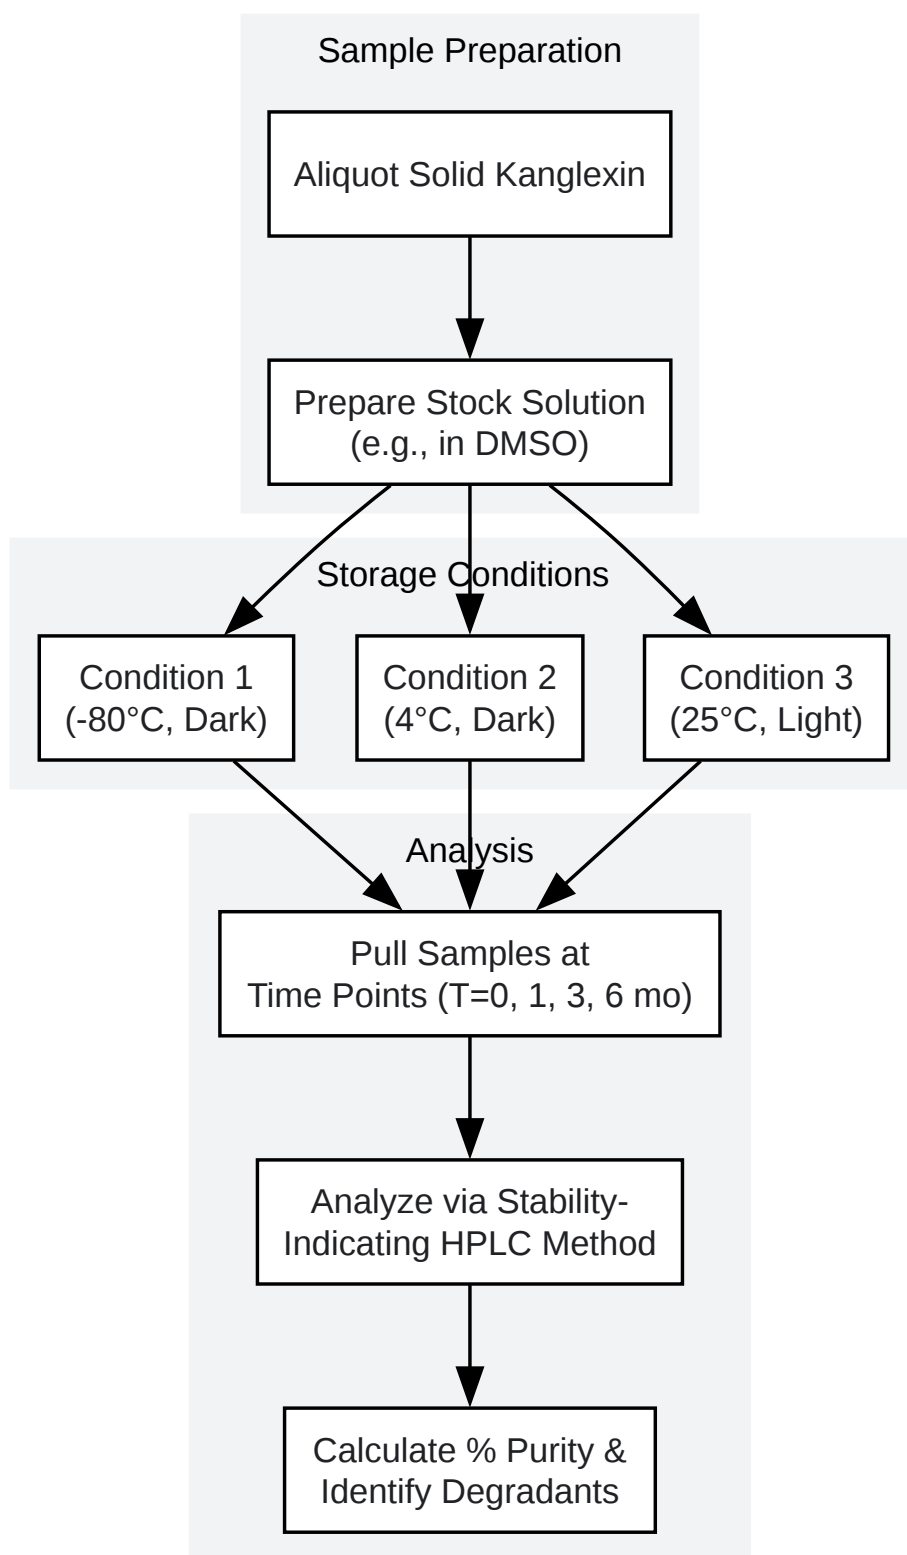 Sample Preparation
Aliquot Solid Kanglexin
Prepare Stock Solution
(e.g., in DMSO)
Storage Conditions
Condition 1
(-80°C, Dark)
Condition 2
(4°C, Dark)
Condition 3
(25°C, Light)
Analysis
Pull Samples at
Time Points (T=0, 1, 3, 6 mo)
Analyze via Stability-
Indicating HPLC Method
Calculate % Purity &
Identify Degradants